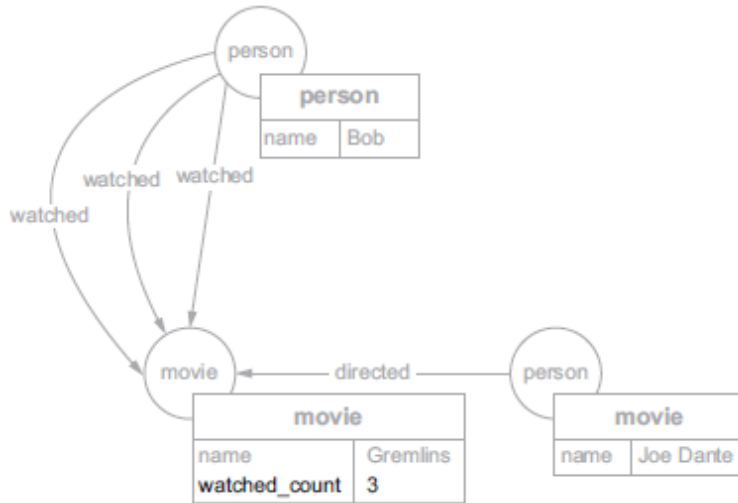 person
person
name Bob
watched
watched
watched
movie
directed
person
movie
name Gremlins
watched_count 3
movie
name Joe Dante